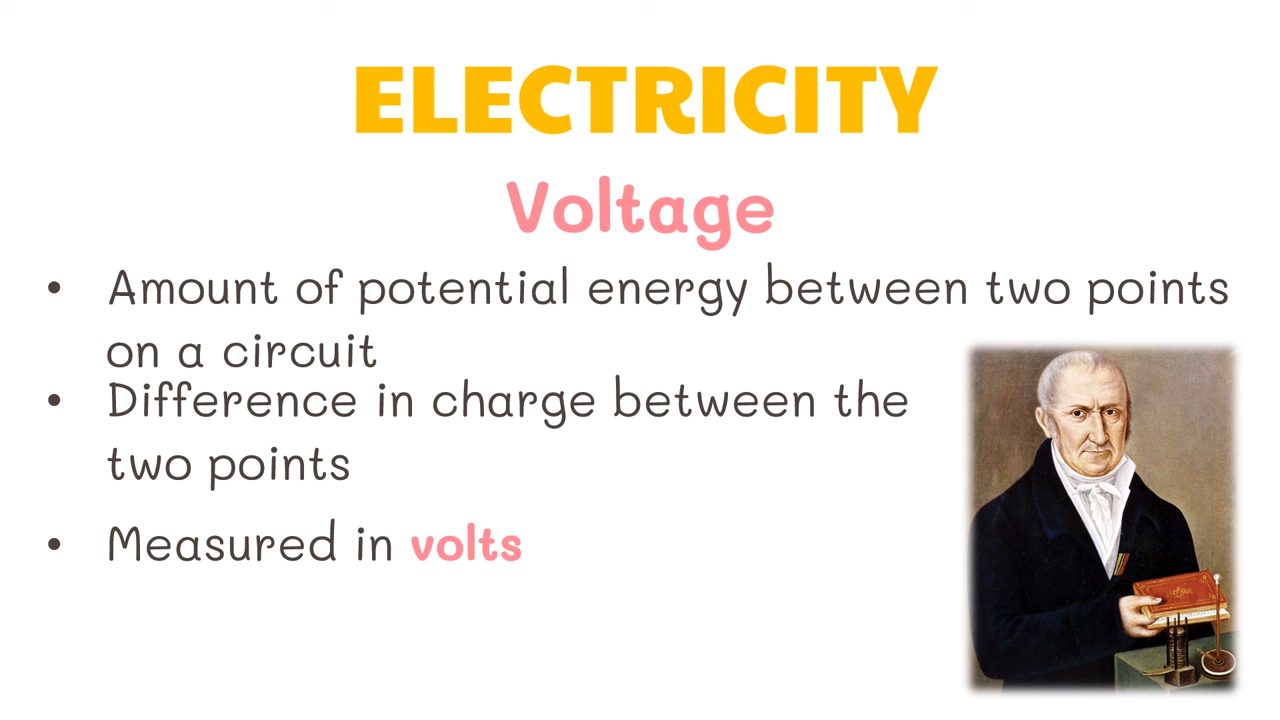 ELECTRICITY
Voltage
• Amount of potential energy between two points
on a circuit
• Difference in charge between the
two points
• Measured in volts